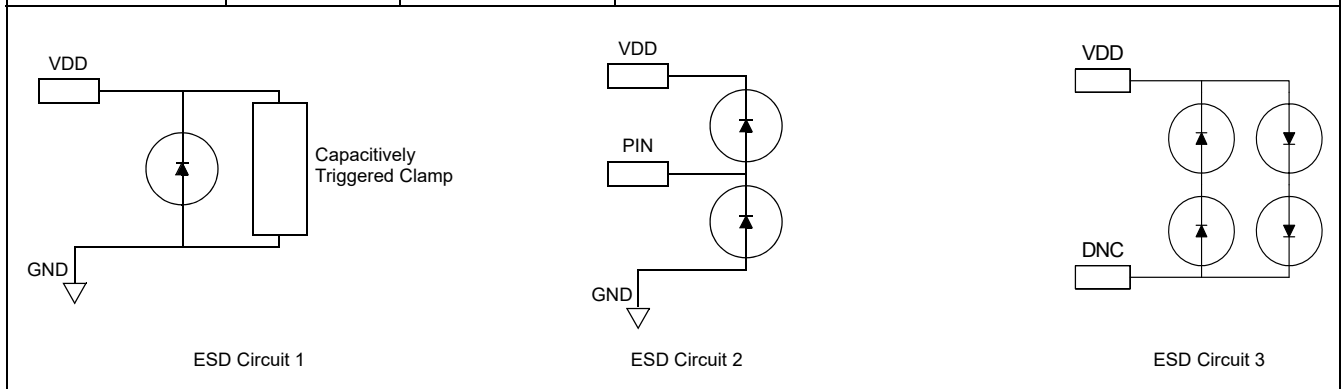 VDD
Capacitively
Triggered Clamp
GND
ESD Circuit 1
VDD
PIN
GND
ESD Circuit 2
VDD
DNC
ESD Circuit 3